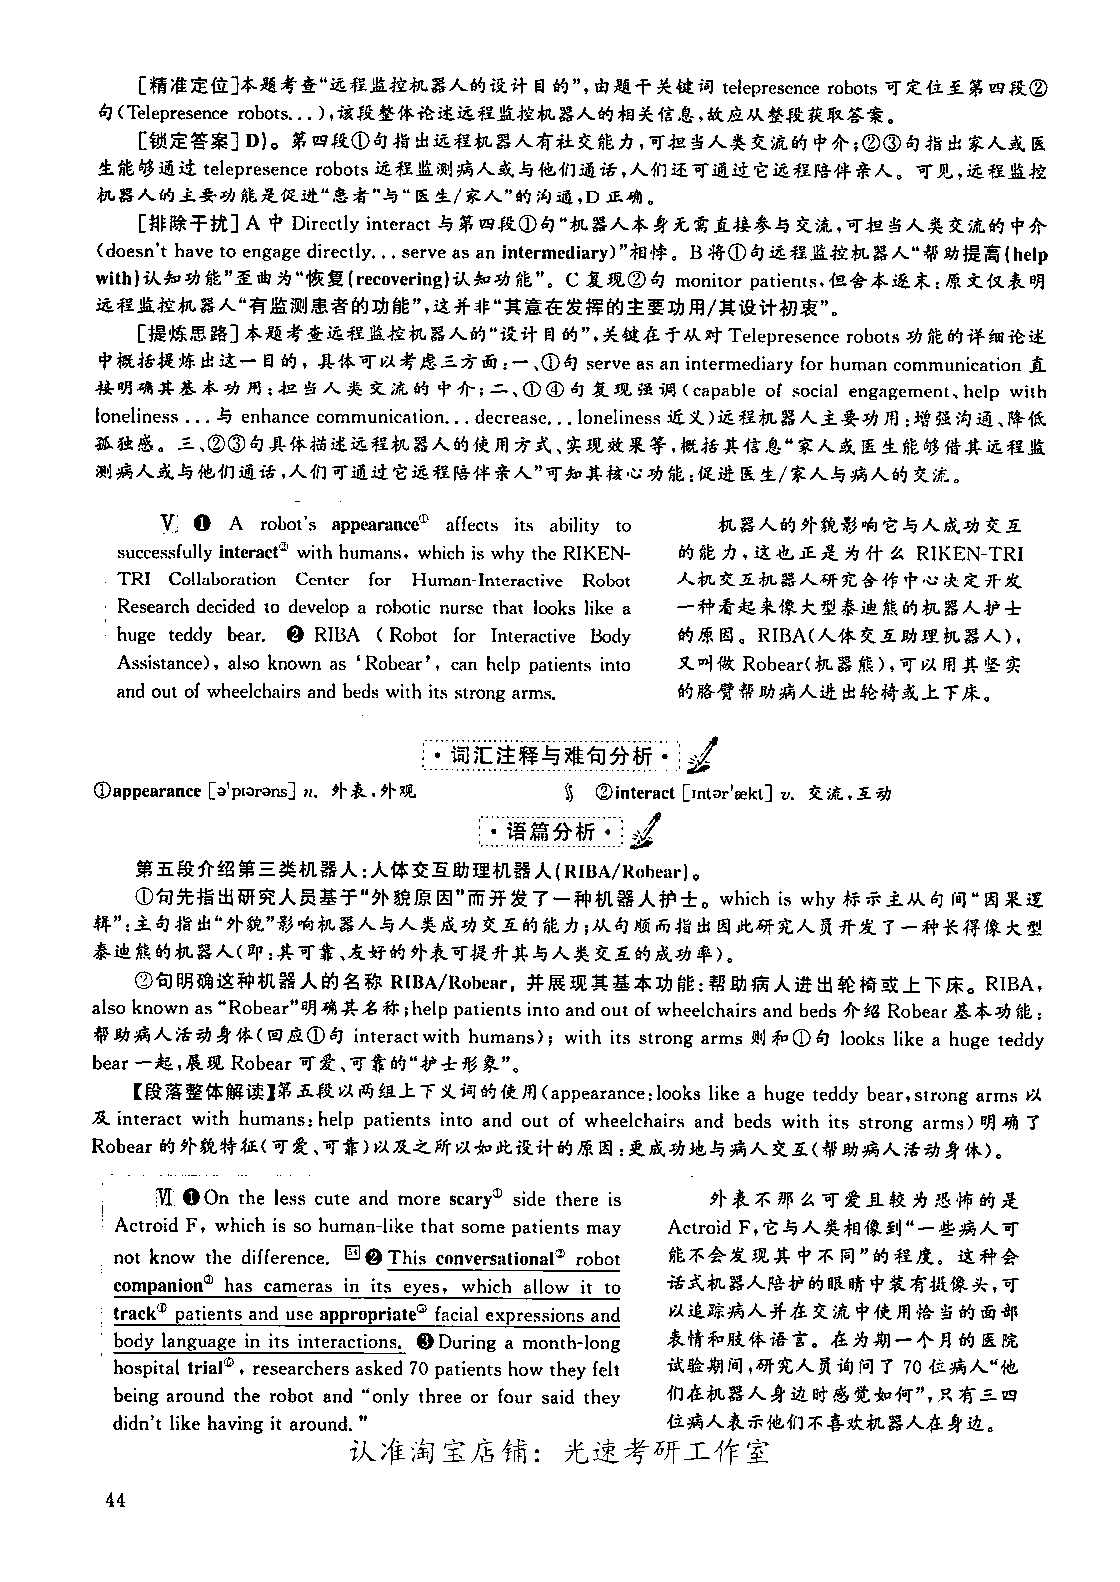 [精准定位]本题考查“远程监控机器人的设计目的”,由题干关键词 telepresence robots 可定位至第四段②
句(Telepresence robots...),该段整体论述远程监控机器人的相关信息,故应从整段获取答案。
[锁定答案] D)。第四段①句指出远程机器人有社交能力,可担当人类交流的中介;②③句指出家人或医
生能够通过 telepresence robots 远程监测病人或与他们通话,人们还可通过它远程陪伴亲人。可见,远程监控
机器人的主要功能是促进“患者”与“医生/家人”的沟通,D 正确。
[排除干扰] A 中 Directly interact 与第四段①句“机器人本身无需直接参与交流,可担当人类交流的中介
(doesn't have to engage directly... serve as an intermediary)”相悖。B 将①句远程监控机器人“帮助提高(help
with)认知功能”歪曲为“恢复(recovering)认知功能”。C 复现②句 monitor patients,但舍本逐末:原文仅表明
远程监控机器人“有监测患者的功能”,这并非“其意在发挥的主要功用/其设计初衷”。
[提炼思路] 本题考查远程监控机器人的“设计目的”,关键在于从对 Telepresence robots 功能的详细论述
中概括提炼出这一目的,具体可以考虑三方面:一、①句 serve as an intermediary for human communication 直
接明确其基本功用:担当人类交流的中介;二、①④句复现强调(capable of social engagement、help with
loneliness ... 与 enhance communication... decrease... loneliness 近义)远程机器人主要功用:增强沟通、降低
孤独感。三、②③句具体描述远程机器人的使用方式、实现效果等,概括其信息“家人或医生能够借其远程监
测病人或与他们通话,人们可通过它远程陪伴亲人”可知其核心功能:促进医生/家人与病人的交流。
Ⅴ ❶ A robot's appearance① affects its ability to
successfully interact② with humans, which is why the RIKEN-
TRI Collaboration Center for Human-Interactive Robot
Research decided to develop a robotic nurse that looks like a
huge teddy bear. ❷ RIBA (Robot for Interactive Body
Assistance), also known as ‘Robear’, can help patients into
and out of wheelchairs and beds with its strong arms.
机器人的外貌影响它与人成功交互
的能力,这也正是为什么 RIKEN-TRI
人机交互机器人研究合作中心决定开发
一种看起来像大型泰迪熊的机器人护士
的原因。RIBA(人体交互助理机器人),
又叫做 Robear(机器熊),可以用其坚实
的胳臂帮助病人进出轮椅或上下床。
·词汇注释与难句分析·
①appearance [ə'pɪərəns] n. 外表,外观
②interact [ɪntər'ækt] v. 交流,互动
·语篇分析·
第五段介绍第三类机器人:人体交互助理机器人(RIBA/Robear)。
①句先指出研究人员基于“外貌原因”而开发了一种机器人护士。which is why 标示主从句间“因果逻
辑”:主句指出“外貌”影响机器人与人类成功交互的能力;从句顺而指出因此研究人员开发了一种长得像大型
泰迪熊的机器人(即:其可靠、友好的外表可提升其与人类交互的成功率)。
②句明确这种机器人的名称 RIBA/Robear,并展现其基本功能:帮助病人进出轮椅或上下床。RIBA,
also known as “Robear”明确其名称;help patients into and out of wheelchairs and beds 介绍 Robear 基本功能:
帮助病人活动身体(回应①句 interact with humans); with its strong arms 则和①句 looks like a huge teddy
bear 一起,展现 Robear 可爱、可靠的“护士形象”。
【段落整体解读】第五段以两组上下义词的使用(appearance:looks like a huge teddy bear,strong arms 以
及 interact with humans:help patients into and out of wheelchairs and beds with its strong arms)明确了
Robear 的外貌特征(可爱、可靠)以及之所以如此设计的原因:更成功地与病人交互(帮助病人活动身体)。
Ⅵ ❶On the less cute and more scary① side there is
Actroid F, which is so human-like that some patients may
not know the difference. 54 ❷ This conversational② robot
companion③ has cameras in its eyes, which allow it to
track④ patients and use appropriate⑤ facial expressions and
body language in its interactions. ❸During a month-long
hospital trial⑥, researchers asked 70 patients how they felt
being around the robot and “only three or four said they
didn't like having it around.”
外表不那么可爱且较为恐怖的是
Actroid F,它与人类相像到“一些病人可
能不会发现其中不同”的程度。这种会
话式机器人陪护的眼睛中装有摄像头,可
以追踪病人并在交流中使用恰当的面部
表情和肢体语言。在为期一个月的医院
试验期间,研究人员询问了 70 位病人“他
们在机器人身边时感觉如何”,只有三四
位病人表示他们不喜欢机器人在身边。
认准淘宝店铺:光速考研工作室
44